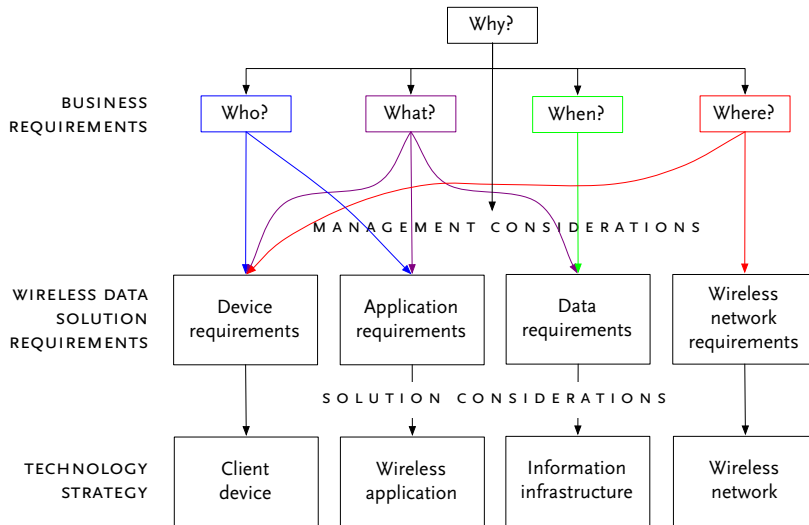 Why?
BUSINESS
REQUIREMENTS
Who?
What?
When?
Where?
MANAGEMENT CONSIDERATIONS
WIRELESS DATA
SOLUTION
REQUIREMENTS
Device
requirements
Application
requirements
Data
requirements
Wireless
network
requirements
SOLUTION CONSIDERATIONS
TECHNOLOGY
STRATEGY
Client
device
Wireless
application
Information
infrastructure
Wireless
network